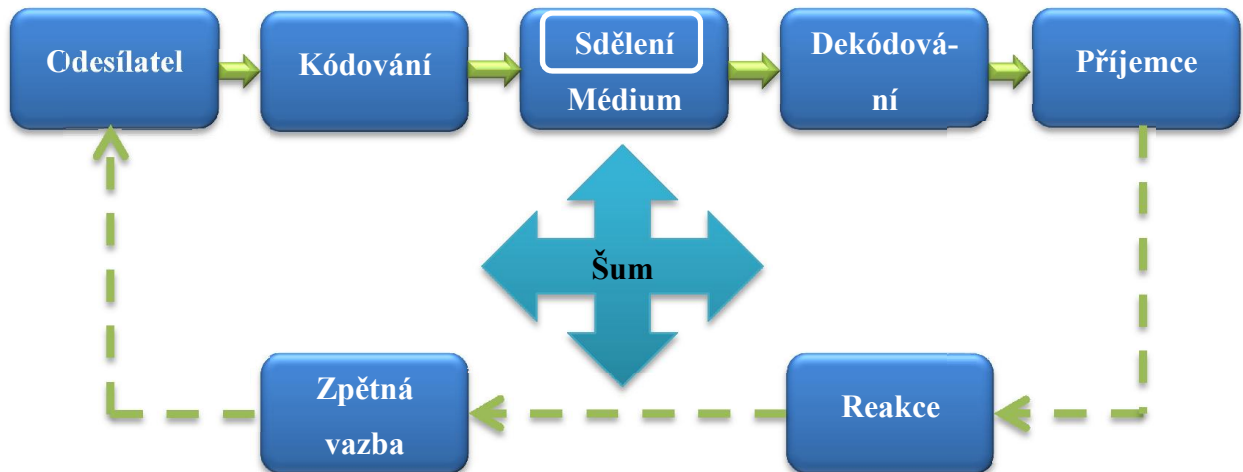 Odesílatel
Kódování
Sdělení
Médium
Dekódová-
ní
Příjemce
Šum
Zpětná
vazba
Reakce